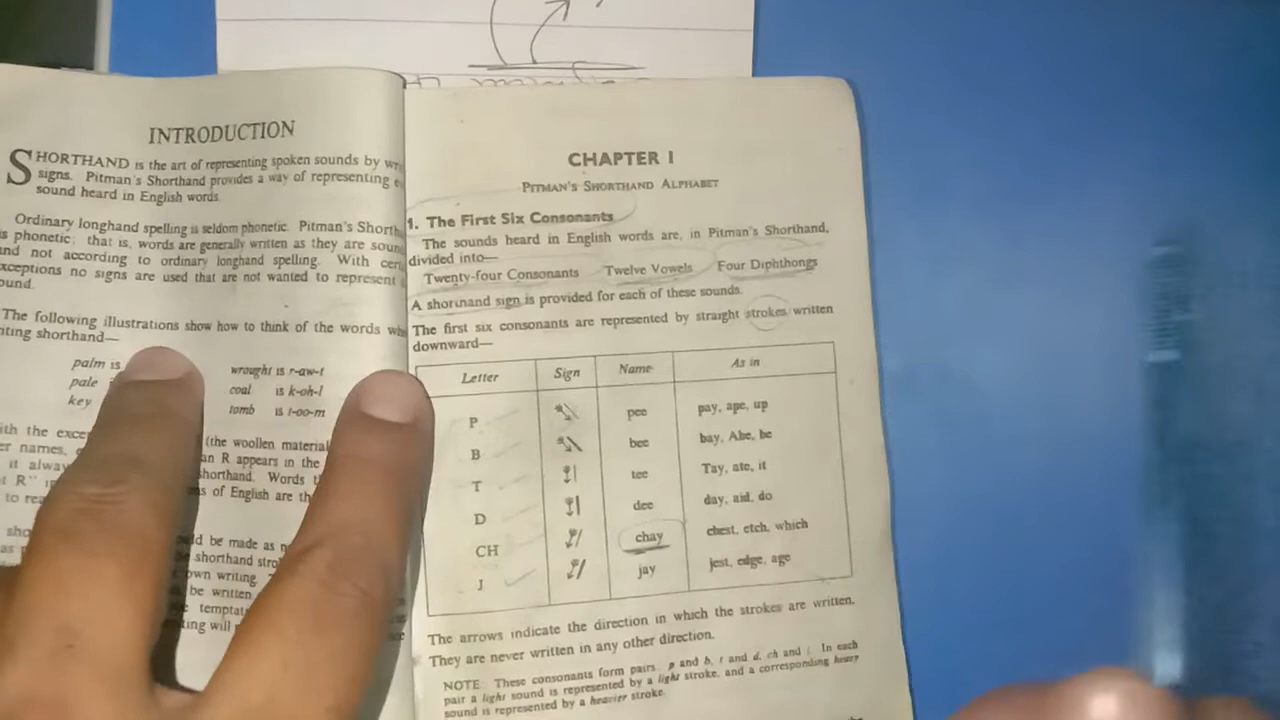 INTRODUCTION
SHORTHAND is the art of representing spoken sounds by
signs. Pitman's Shorthand provides a way of representing
sound heard in English words.
Ordinary longhand spelling is seldom phonetic. Pitman's
is phonetic; that is, words are generally written as they are
and not according to ordinary longhand spelling. With
no signs are used that are not wanted to represent
The following illustrations show how to think of the words
shorthand—
palm is
wrought is r-aw-t
pale
coal is k-oh-l
key
tomb is t-oo-m
(the woollen material
R appears in the
shorthand. Words
of English are
be made as
shorthand
own writing.
be written
CHAPTER I
PITMAN'S SHORTHAND ALPHABET
1. The First Six Consonants
The sounds heard in English words are, in Pitman's Shorthand,
divided into—
Twenty-four Consonants Twelve Vowels Four Diphthongs
A shorthand sign is provided for each of these sounds.
The first six consonants are represented by straight strokes written
downward—
Letter Sign Name As in
P pee pay, ape, up
B bee bay, Abe, be
T tee Tay, ate, it
D dee day, aid, do
CH chay chest, etch, which
J jay jest, edge, age
The arrows indicate the direction in which the strokes are written.
They are never written in any other direction.
NOTE These consonants form pairs p and b, t and d, ch and j. In each
pair a light sound is represented by a light stroke, and a corresponding heavy
sound is represented by a heavier stroke.